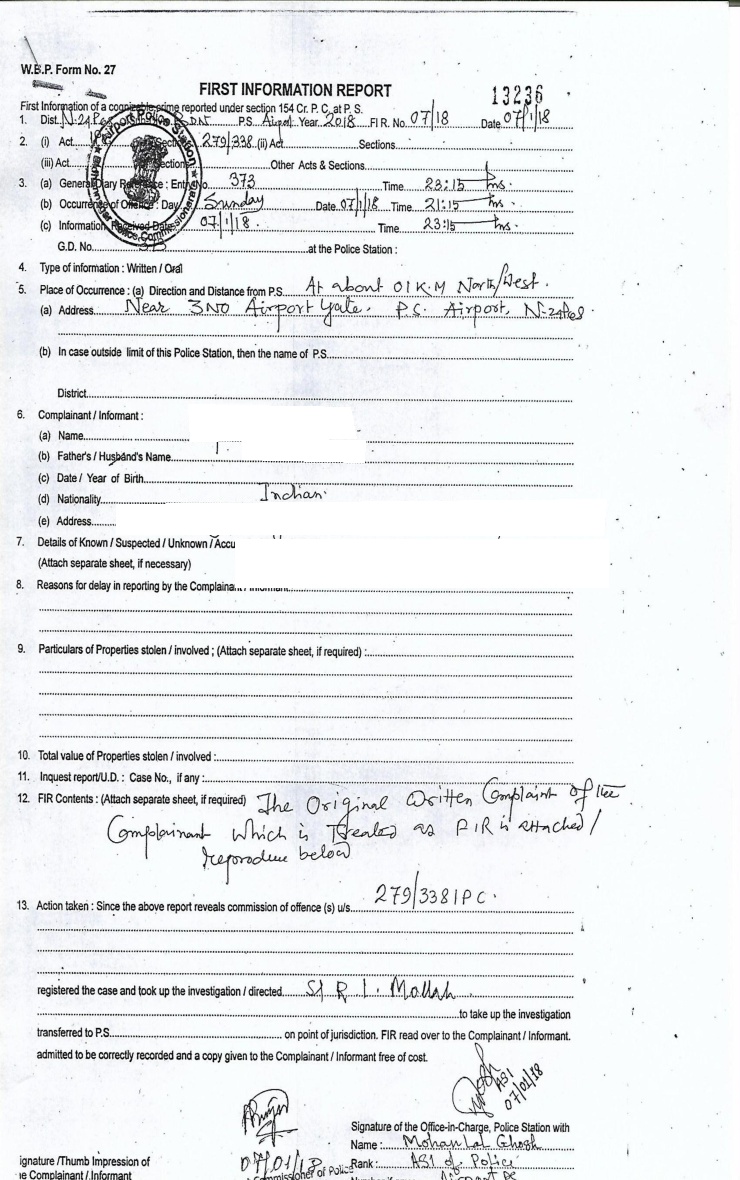 W.B.P. Form No. 27
FIRST INFORMATION REPORT
13236
First Information of a cognizable crime reported under section 154 Cr. P. C. at P. S.
1. Dist. N-24 Pgs P.S. Airport Year 2018 F.I R. No. 07/18 Date 07/1/18
2. (i) Act Section 279/338 (ii) Act Sections
(iii) Act Sections Other Acts & Sections
3. (a) General Diary Reference : Entry No. 373 Time 23:15 hrs.
(b) Occurrence of Offence : Day Sunday Date 07/1/18 Time 21:15 hrs.
(c) Information Received Date 07/1/18. Time 23:15 hrs.
G.D. No. at the Police Station :
Airport Police Station
Police Commissionerate
4. Type of information : Written / Oral
5. Place of Occurrence : (a) Direction and Distance from P.S. At about 01 K.M North/West.
(a) Address Near 3NO Airport Gate. P.S. Airport, N-24 Pgs
(b) In case outside limit of this Police Station, then the name of P.S.
District
6. Complainant / Informant :
(a) Name
(b) Father's / Husband's Name
(c) Date / Year of Birth
(d) Nationality Indian.
(e) Address
7. Details of Known / Suspected / Unknown / Accu
(Attach separate sheet, if necessary)
8. Reasons for delay in reporting by the Complainant / Informant
9. Particulars of Properties stolen / involved ; (Attach separate sheet, if required) :
10. Total value of Properties stolen / involved :
11. Inquest report/U.D. : Case No., if any :
12. FIR Contents : (Attach separate sheet, if required) The Original Written Complaint of the
Complainant which is Treated as FIR is attached /
reproduce below
13. Action taken : Since the above report reveals commission of offence (s) u/s. 279/338 IPC.
registered the case and took up the investigation / directed SI R. I. Mollah
to take up the investigation
transferred to P.S. on point of jurisdiction. FIR read over to the Complainant / Informant.
admitted to be correctly recorded and a copy given to the Complainant / Informant free of cost.
ASI
07/01/18
Signature of the Office-in-Charge, Police Station with
Name : Mohan Lal Ghosh
ignature /Thumb Impression of
07/01/18
Rank : ASI of Police
he Complainant / Informant
Commissioner of Police
Airport PS